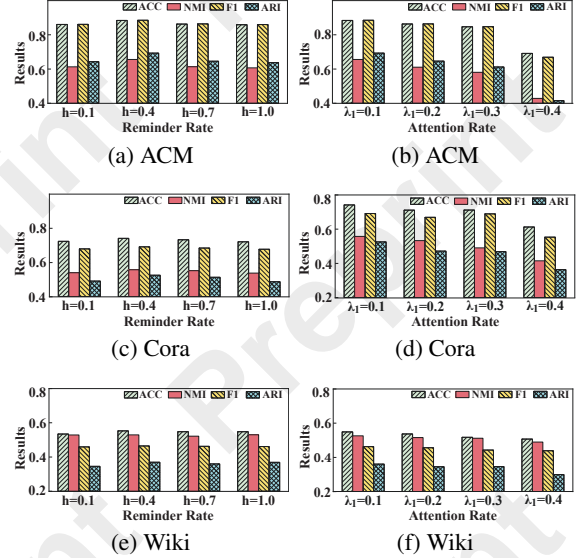 ACC NMI F1 ARI
0.8
0.6
0.4
Results
h=0.1 h=0.4 h=0.7 h=1.0
Reminder Rate
(a) ACM
ACC NMI F1 ARI
0.8
0.6
0.4
Results
λ1=0.1 λ1=0.2 λ1=0.3 λ1=0.4
Attention Rate
(b) ACM
ACC NMI F1 ARI
0.8
0.6
0.4
Results
h=0.1 h=0.4 h=0.7 h=1.0
Reminder Rate
(c) Cora
ACC NMI F1 ARI
0.8
0.6
0.4
0.2
Results
λ1=0.1 λ1=0.2 λ1=0.3 λ1=0.4
Attention Rate
(d) Cora
ACC NMI F1 ARI
0.8
0.6
0.4
0.2
Results
h=0.1 h=0.4 h=0.7 h=1.0
Reminder Rate
(e) Wiki
ACC NMI F1 ARI
0.8
0.6
0.4
0.2
Results
λ1=0.1 λ1=0.2 λ1=0.3 λ1=0.4
Attention Rate
(f) Wiki
Preprint